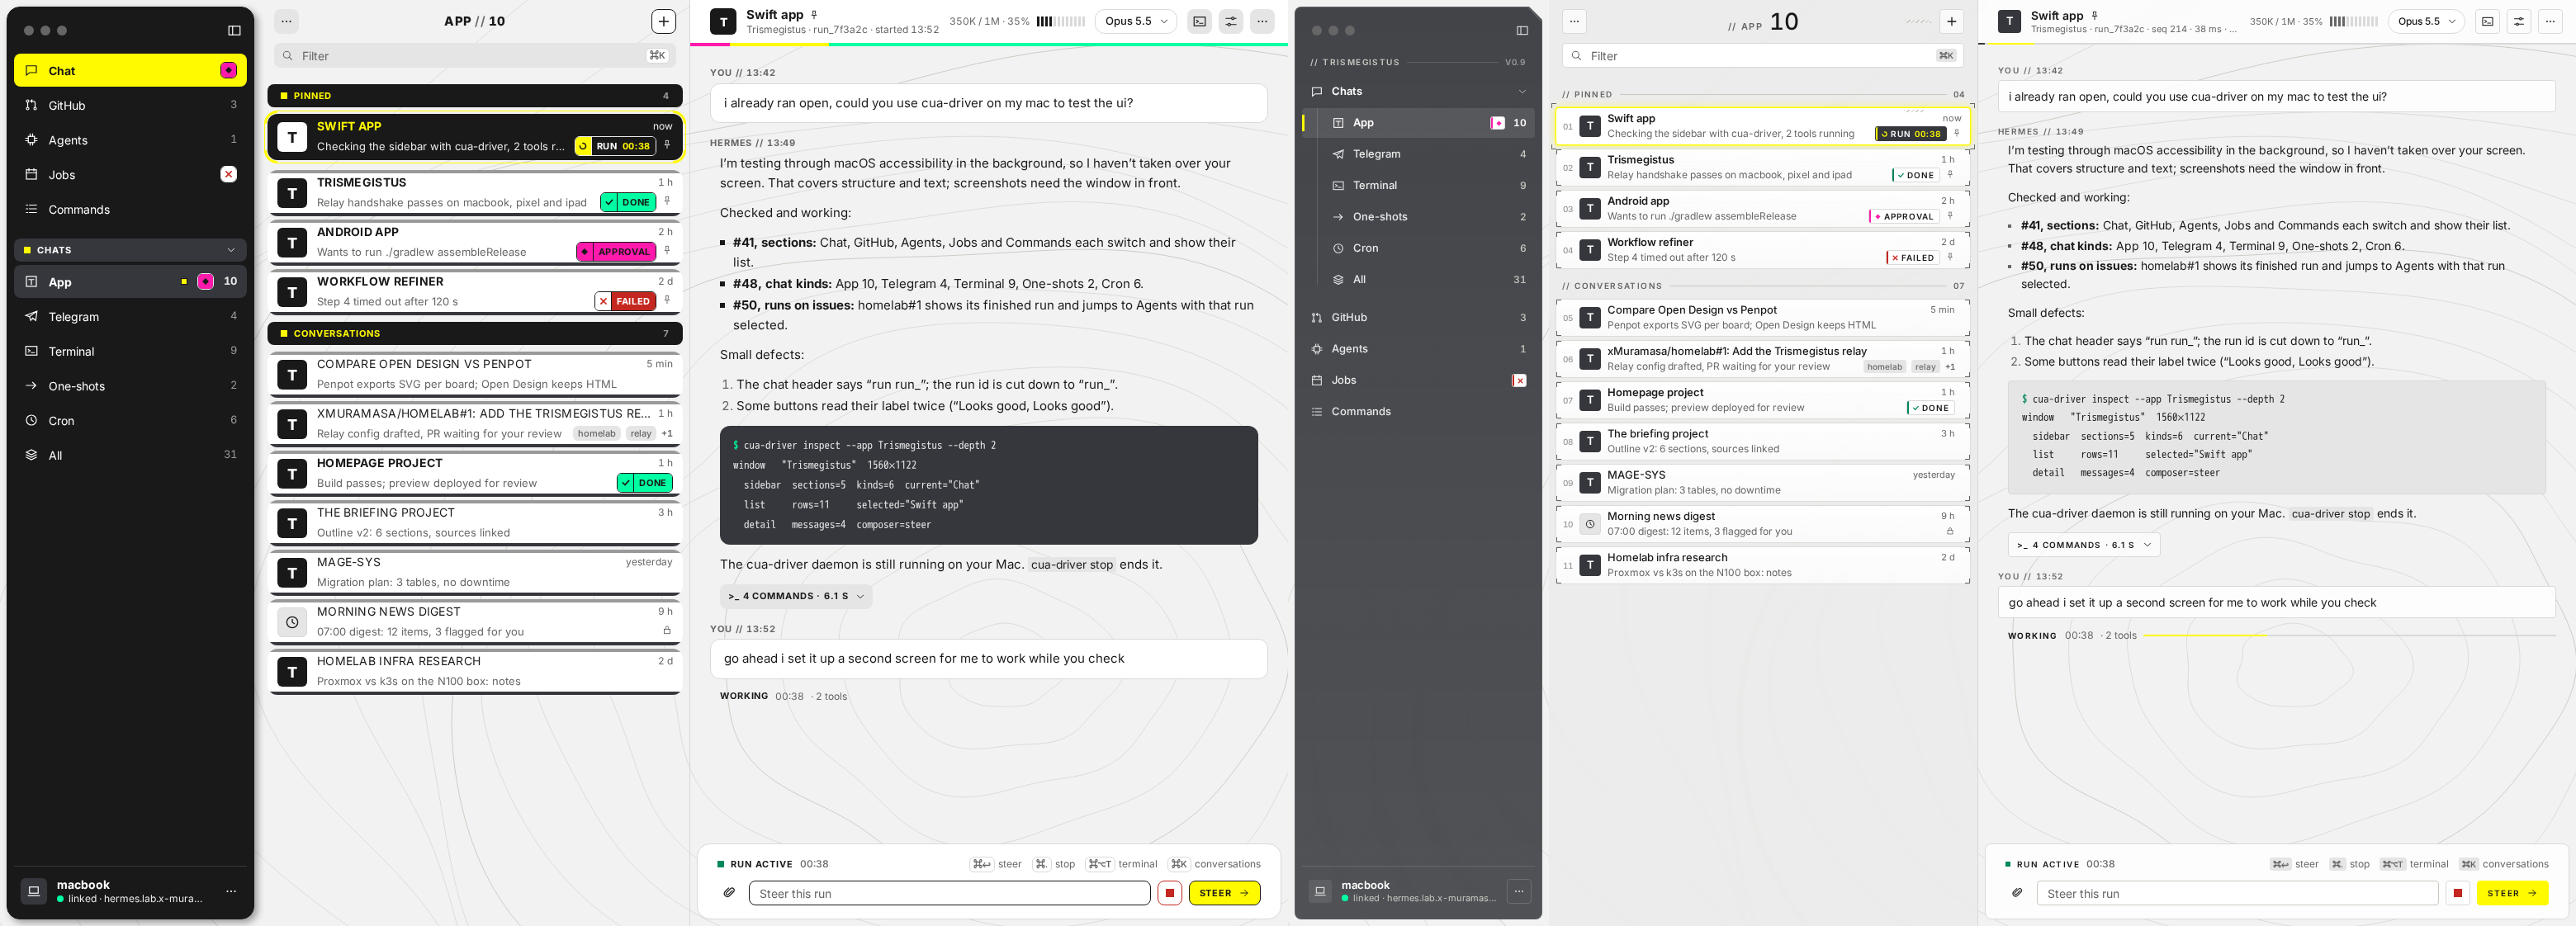 Chat
GitHub 3
Agents 1
Jobs
Commands
CHATS
App 10
Telegram 4
Terminal 9
One-shots 2
Cron 6
All 31
macbook
linked · hermes.lab.x-mura...
APP // 10
Filter ⌘K
PINNED 4
T SWIFT APP now
Checking the sidebar with cua-driver, 2 tools r... RUN 00:38
T TRISMEGISTUS 1 h
Relay handshake passes on macbook, pixel and ipad DONE
T ANDROID APP 2 h
Wants to run ./gradlew assembleRelease APPROVAL
T WORKFLOW REFINER 2 d
Step 4 timed out after 120 s FAILED
CONVERSATIONS 7
T COMPARE OPEN DESIGN VS PENPOT 5 min
Penpot exports SVG per board; Open Design keeps HTML
T XMURAMASA/HOMELAB#1: ADD THE TRISMEGISTUS RE... 1 h
Relay config drafted, PR waiting for your review homelab relay +1
T HOMEPAGE PROJECT 1 h
Build passes; preview deployed for review DONE
T THE BRIEFING PROJECT 3 h
Outline v2: 6 sections, sources linked
T MAGE-SYS yesterday
Migration plan: 3 tables, no downtime
MORNING NEWS DIGEST 9 h
07:00 digest: 12 items, 3 flagged for you
T HOMELAB INFRA RESEARCH 2 d
Proxmox vs k3s on the N100 box: notes
T Swift app
Trismegistus · run_7f3a2c · started 13:52
350K / 1M · 35%
Opus 5.5
YOU // 13:42
i already ran open, could you use cua-driver on my mac to test the ui?
HERMES // 13:49
I’m testing through macOS accessibility in the background, so I haven’t taken over your
screen. That covers structure and text; screenshots need the window in front.
Checked and working:
#41, sections: Chat, GitHub, Agents, Jobs and Commands each switch and show their
list.
#48, chat kinds: App 10, Telegram 4, Terminal 9, One-shots 2, Cron 6.
#50, runs on issues: homelab#1 shows its finished run and jumps to Agents with that run
selected.
Small defects:
1. The chat header says “run run_”; the run id is cut down to “run_”.
2. Some buttons read their label twice (“Looks good, Looks good”).
$ cua-driver inspect --app Trismegistus --depth 2
window "Trismegistus" 1560×1122
sidebar sections=5 kinds=6 current="Chat"
list rows=11 selected="Swift app"
detail messages=4 composer=steer
The cua-driver daemon is still running on your Mac. cua-driver stop ends it.
>_ 4 COMMANDS · 6.1 S
YOU // 13:52
go ahead i set it up a second screen for me to work while you check
WORKING 00:38 · 2 tools
RUN ACTIVE 00:38
⌘↩ steer ⌘. stop ⌘⌥T terminal ⌘K conversations
Steer this run
STEER →
// TRISMEGISTUS V0.9
Chats
App 10
Telegram 4
Terminal 9
One-shots 2
Cron 6
All 31
GitHub 3
Agents 1
Jobs
Commands
macbook
linked · hermes.lab.x-muramas...
// APP 10
Filter ⌘K
// PINNED 04
01 T Swift app now
Checking the sidebar with cua-driver, 2 tools running RUN 00:38
02 T Trismegistus 1 h
Relay handshake passes on macbook, pixel and ipad DONE
03 T Android app 2 h
Wants to run ./gradlew assembleRelease APPROVAL
04 T Workflow refiner 2 d
Step 4 timed out after 120 s FAILED
// CONVERSATIONS 07
05 T Compare Open Design vs Penpot 5 min
Penpot exports SVG per board; Open Design keeps HTML
06 T xMuramasa/homelab#1: Add the Trismegistus relay 1 h
Relay config drafted, PR waiting for your review homelab relay +1
07 T Homepage project 1 h
Build passes; preview deployed for review DONE
08 T The briefing project 3 h
Outline v2: 6 sections, sources linked
09 T MAGE-SYS yesterday
Migration plan: 3 tables, no downtime
10 Morning news digest 9 h
07:00 digest: 12 items, 3 flagged for you
11 T Homelab infra research 2 d
Proxmox vs k3s on the N100 box: notes
T Swift app
Trismegistus · run_7f3a2c · seq 214 · 38 ms · ...
350K / 1M · 35%
Opus 5.5
YOU // 13:42
i already ran open, could you use cua-driver on my mac to test the ui?
HERMES // 13:49
I’m testing through macOS accessibility in the background, so I haven’t taken over your screen.
That covers structure and text; screenshots need the window in front.
Checked and working:
#41, sections: Chat, GitHub, Agents, Jobs and Commands each switch and show their list.
#48, chat kinds: App 10, Telegram 4, Terminal 9, One-shots 2, Cron 6.
#50, runs on issues: homelab#1 shows its finished run and jumps to Agents with that run
selected.
Small defects:
1. The chat header says “run run_”; the run id is cut down to “run_”.
2. Some buttons read their label twice (“Looks good, Looks good”).
$ cua-driver inspect --app Trismegistus --depth 2
window "Trismegistus" 1560×1122
sidebar sections=5 kinds=6 current="Chat"
list rows=11 selected="Swift app"
detail messages=4 composer=steer
The cua-driver daemon is still running on your Mac. cua-driver stop ends it.
>_ 4 COMMANDS · 6.1 S
YOU // 13:52
go ahead i set it up a second screen for me to work while you check
WORKING 00:38 · 2 tools
RUN ACTIVE 00:38
⌘↩ steer ⌘. stop ⌘⌥T terminal ⌘K conversations
Steer this run
STEER →